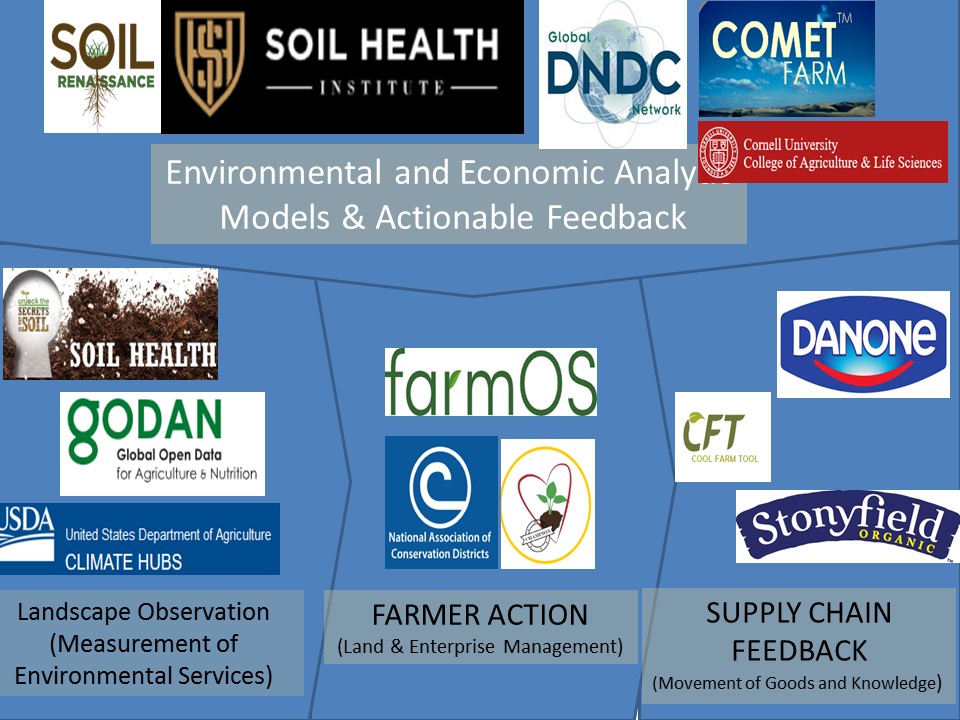 SOIL
RENAISSANCE
SOIL HEALTH
INSTITUTE
Global
DNDC
Network
COMET™
FARM
Cornell University
College of Agriculture & Life Sciences
Environmental and Economic
Models & Actionable Feedback
unlock the
SECRETS
SOIL
SOIL HEALTH
GODAN
Global Open Data
for Agriculture & Nutrition
USDA
United States Department of Agriculture
CLIMATE HUBS
Landscape Observation
(Measurement of
Environmental Services)
farmOS
National Association of
Conservation Districts
CHAMPION
FARMER ACTION
(Land & Enterprise Management)
DANONE
CFT
COOL FARM TOOL
Stonyfield
ORGANIC
SUPPLY CHAIN
FEEDBACK
(Movement of Goods and Knowledge)